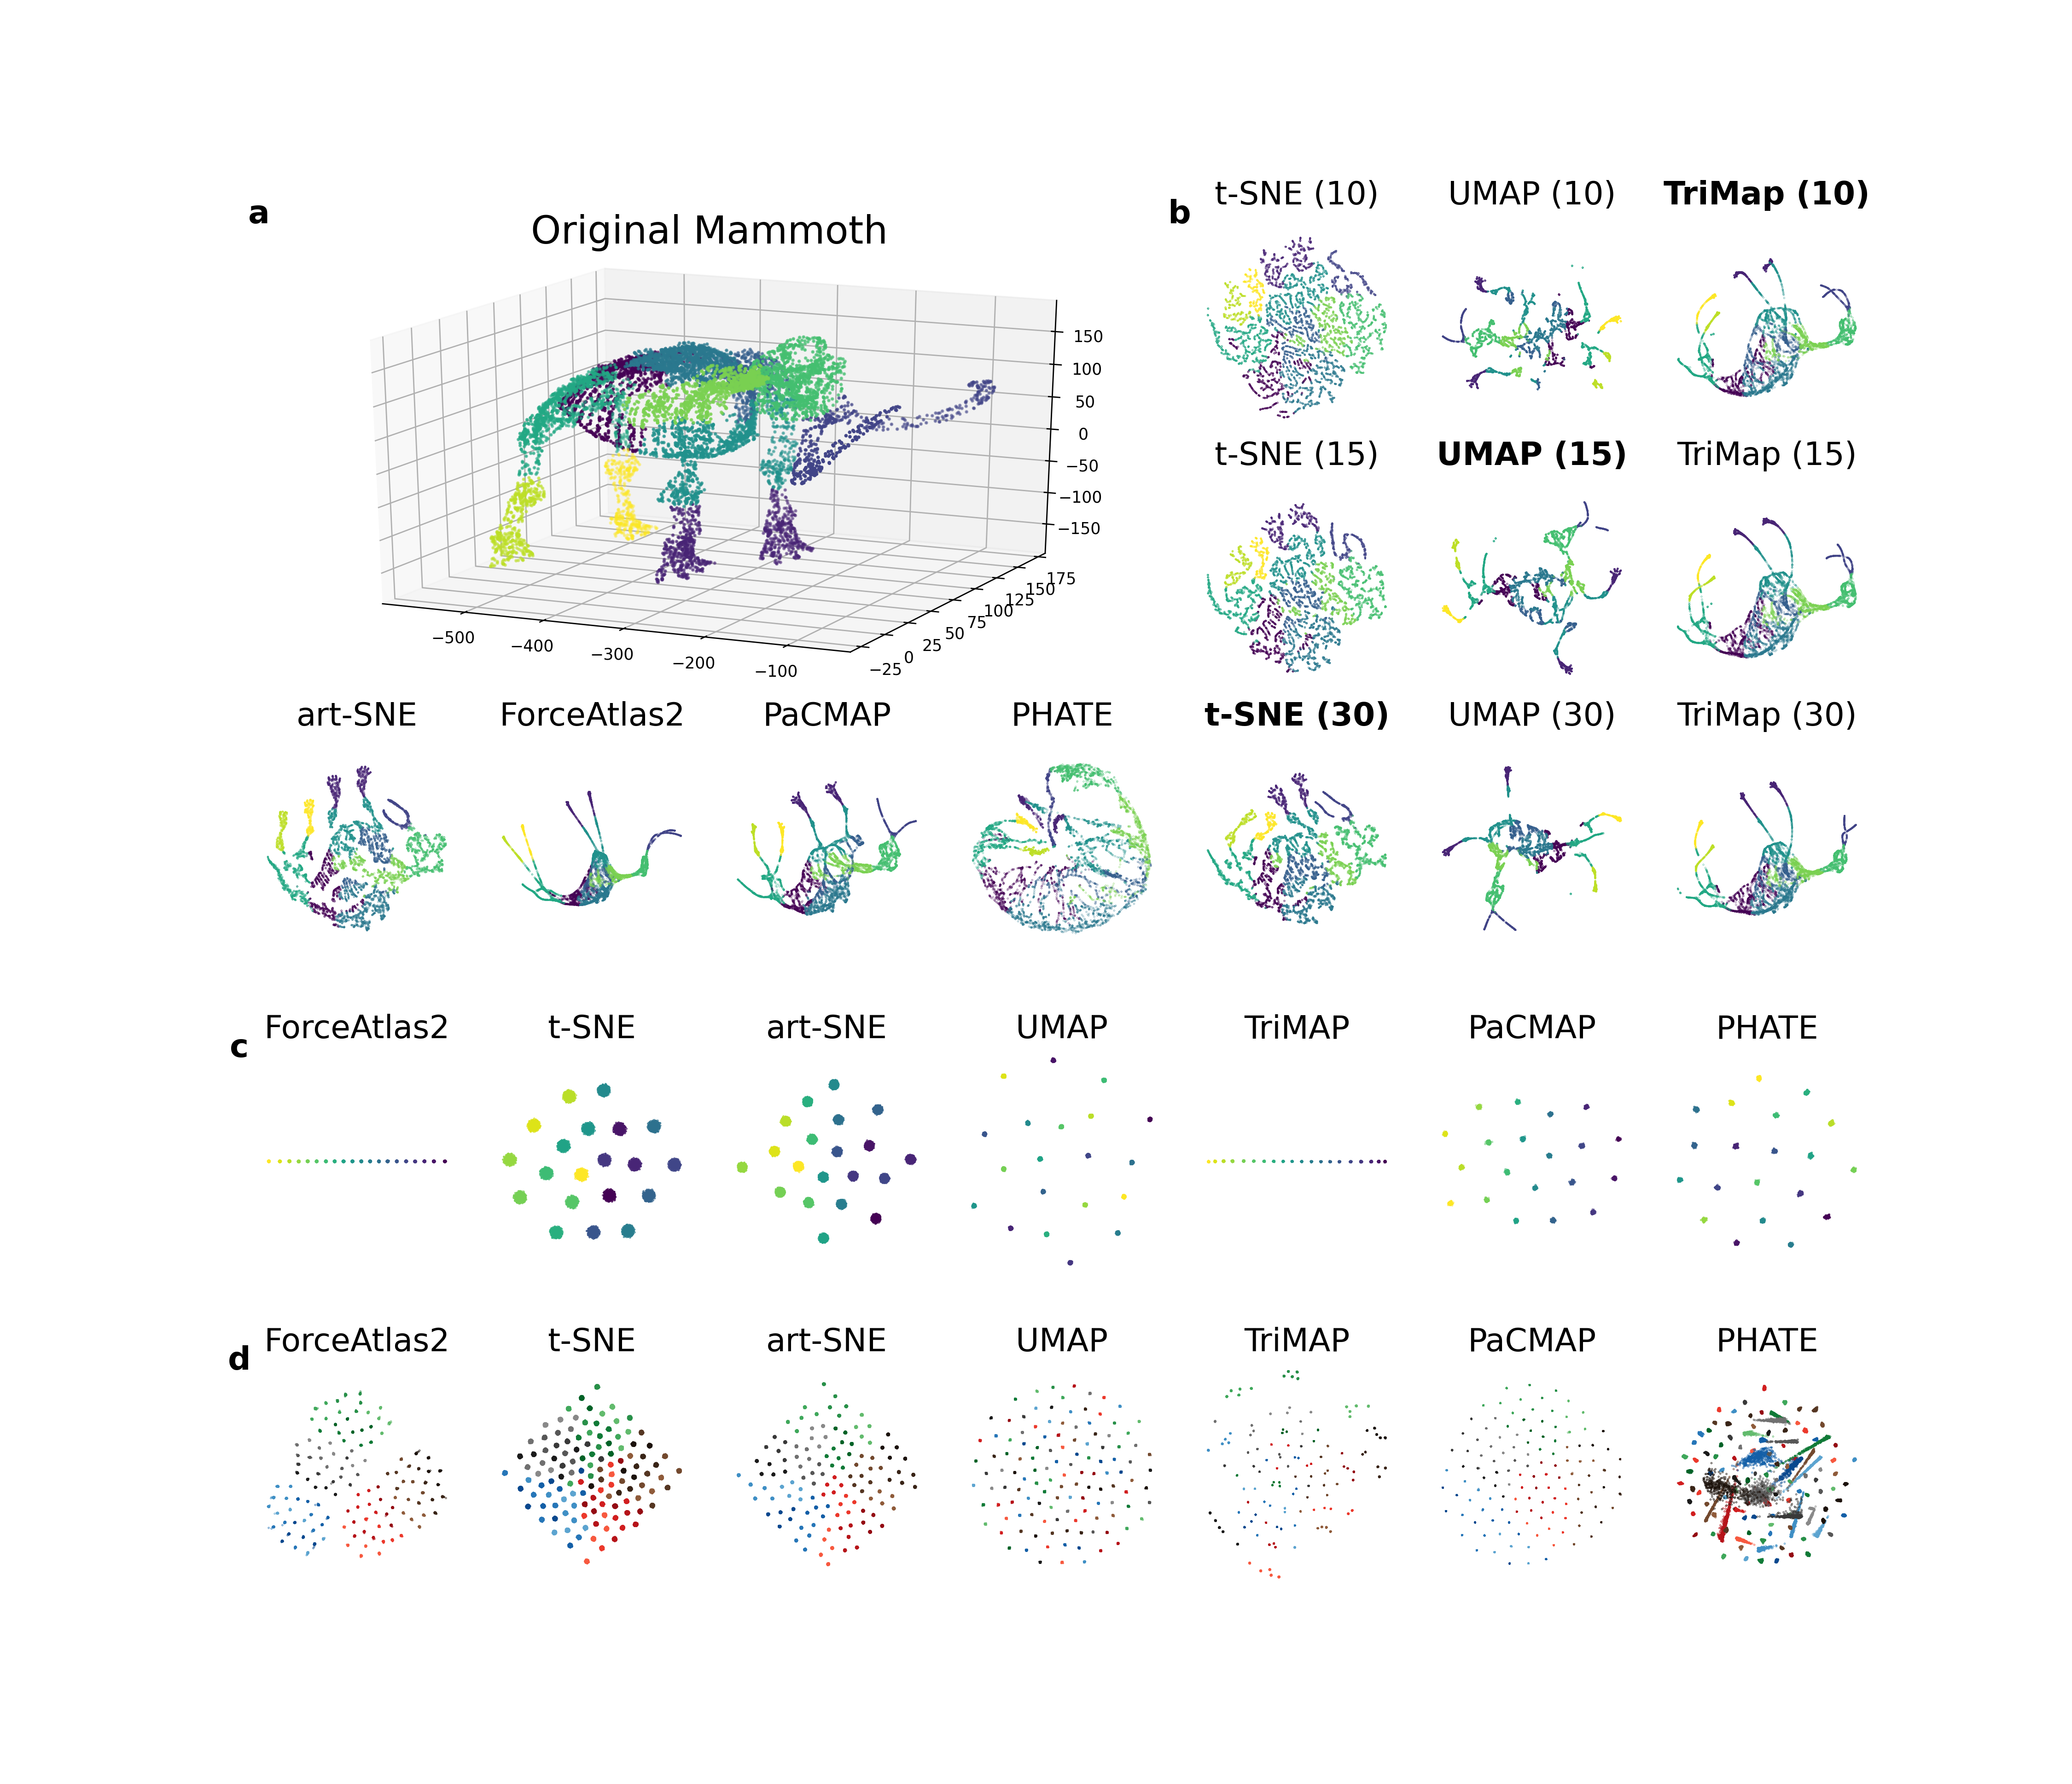 a
Original Mammoth
150
100
50
0
−50
−100
−150
−500
−400
−300
−200
−100
−25
0
25
50
75
100
125
150
175
b
t-SNE (10) UMAP (10) TriMap (10)
t-SNE (15) UMAP (15) TriMap (15)
art-SNE ForceAtlas2 PaCMAP PHATE t-SNE (30) UMAP (30) TriMap (30)
c
ForceAtlas2 t-SNE art-SNE UMAP TriMAP PaCMAP PHATE
d
ForceAtlas2 t-SNE art-SNE UMAP TriMAP PaCMAP PHATE